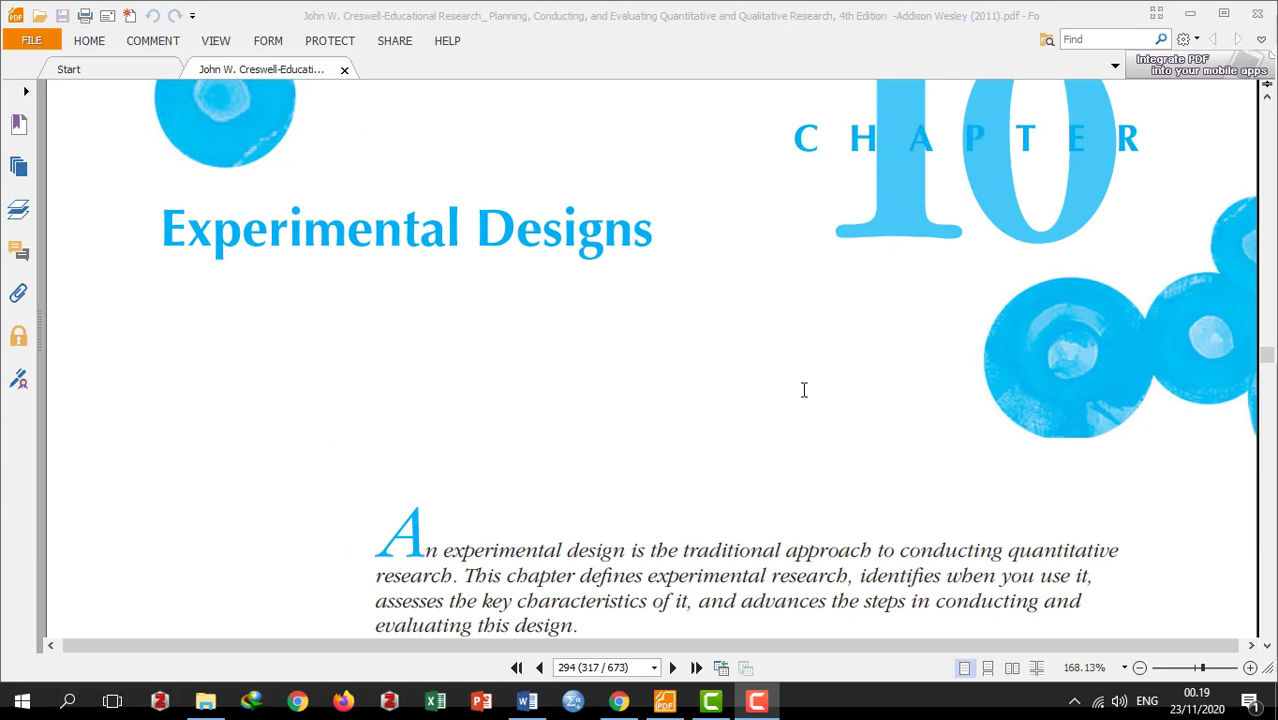 John W. Creswell-Educational Research_ Planning, Conducting, and Evaluating Quantitative and Qualitative Research, 4th Edition -Addison Wesley (2011).pdf - Fo
FILE HOME COMMENT VIEW FORM PROTECT SHARE HELP
Find
Integrate PDF
into your mobile apps
Start
John W. Creswell-Educati...
CHAPTER
10
Experimental Designs
An experimental design is the traditional approach to conducting quantitative
research. This chapter defines experimental research, identifies when you use it,
assesses the key characteristics of it, and advances the steps in conducting and
evaluating this design.
294 (317 / 673)
168.13%
ENG
00.19
23/11/2020